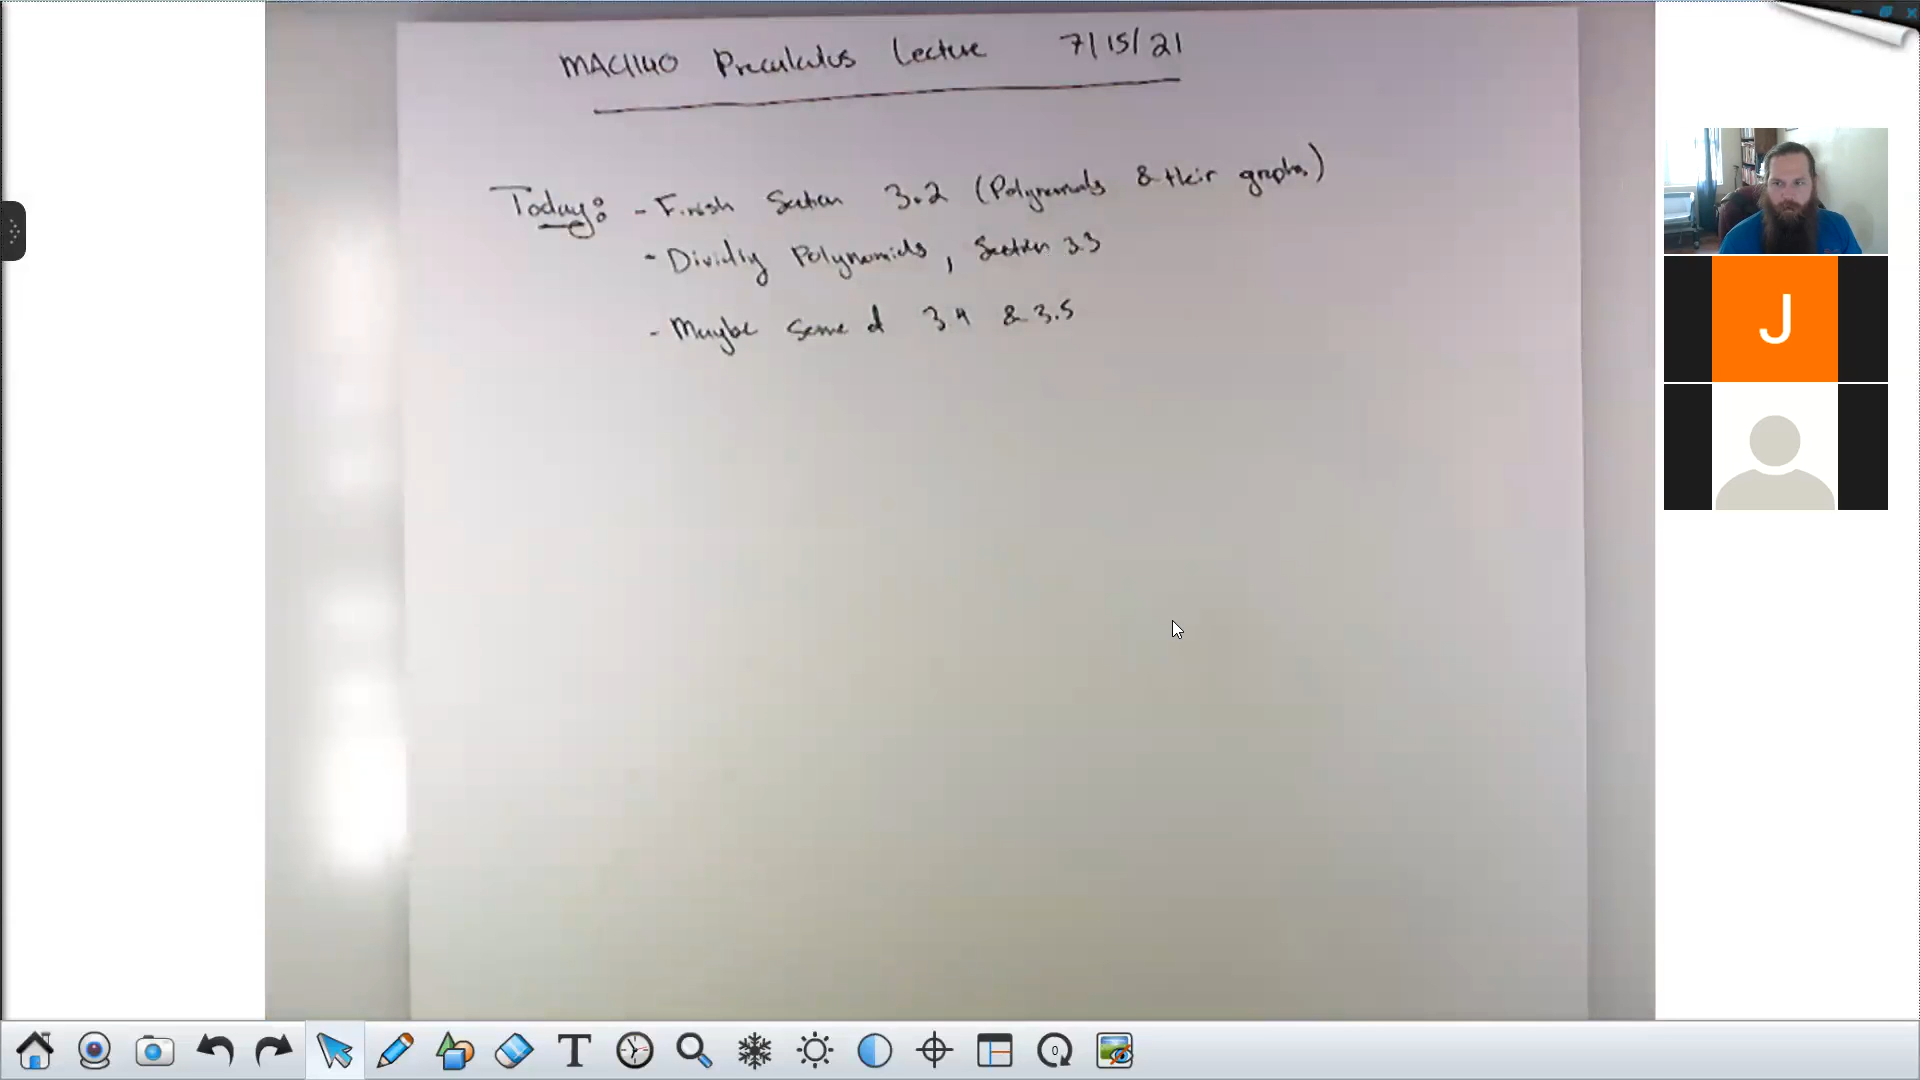 MAC1140 Precalculus Lecture 7/15/21
Today: - Finish Section 3.2 (Polynomials & their graphs)
- Dividing Polynomials, Section 3.3
- Maybe some of 3.4 & 3.5
J
T
0